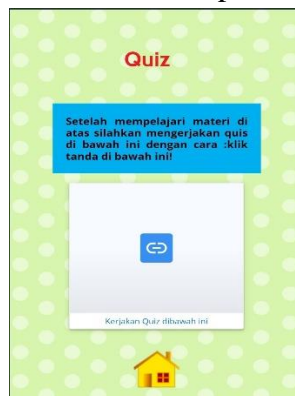 Quiz
Setelah mempelajari materi di
atas silahkan mengerjakan quis
di bawah ini dengan cara :klik
tanda di bawah ini!
Kerjakan Quiz dibawah ini